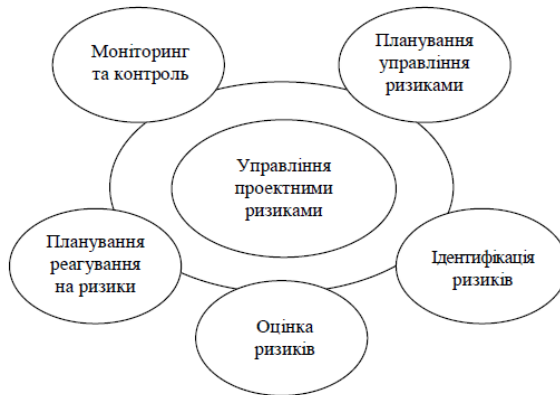 Моніторинг
та контроль
Планування
управління
ризиками
Управління
проектними
ризиками
Планування
реагування
на ризики
Ідентифікація
ризиків
Оцінка
ризиків